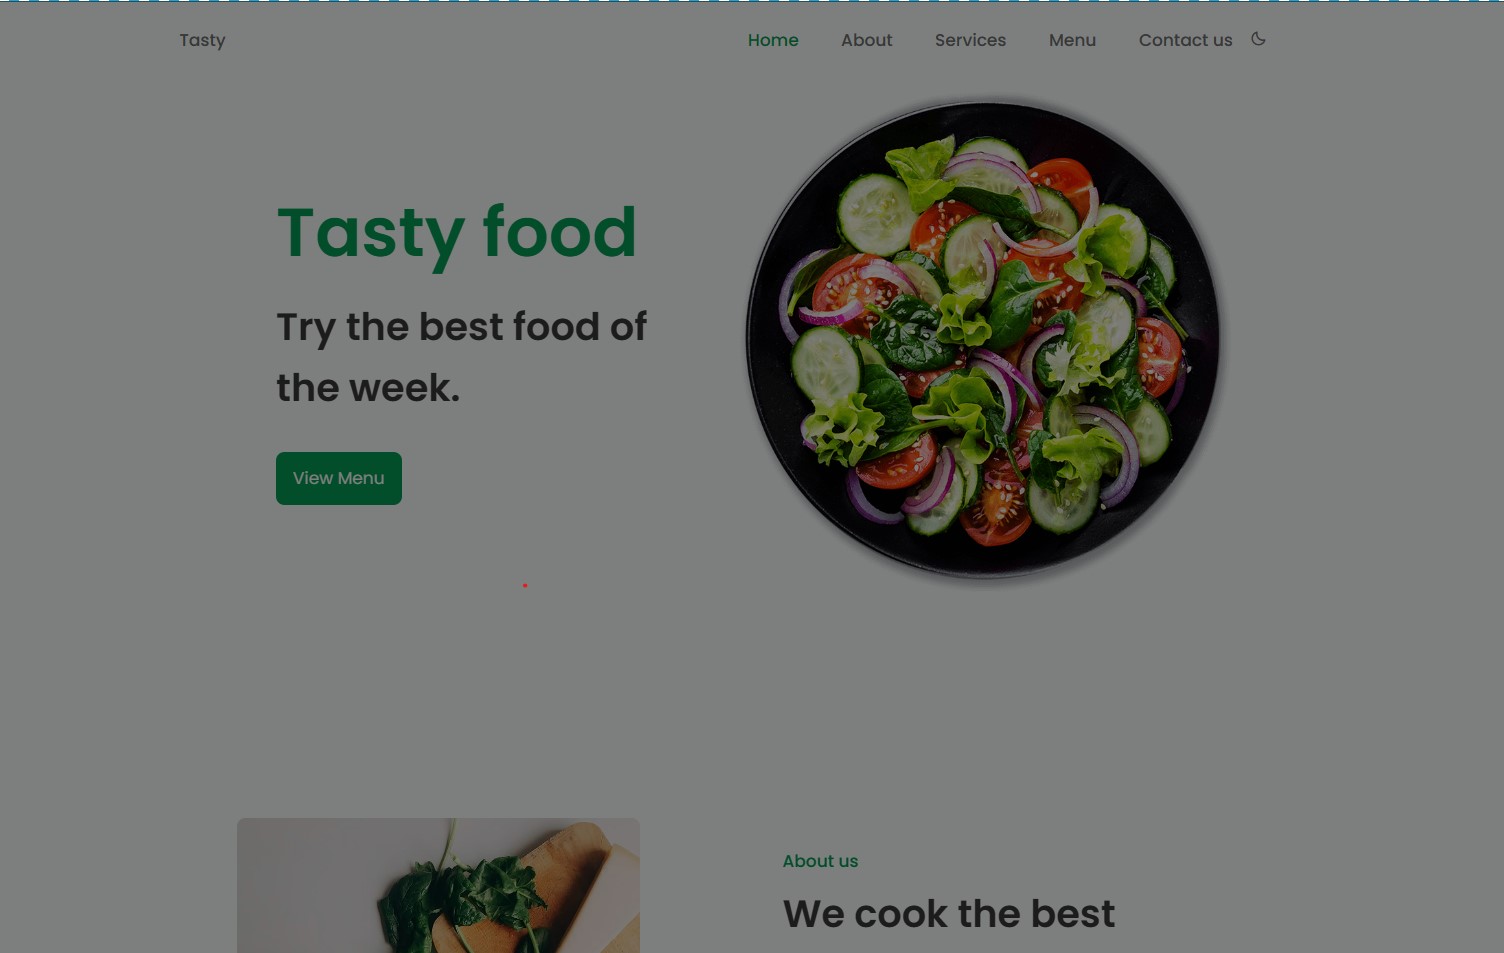 Tasty
Home About Services Menu Contact us
Tasty food
Try the best food of
the week.
View Menu
About us
We cook the best